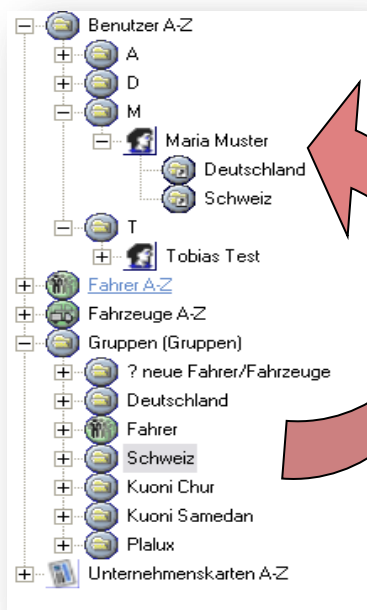 Benutzer A-Z
A
D
M
Maria Muster
Deutschland
Schweiz
T
Tobias Test
Fahrer A-Z
Fahrzeuge A-Z
Gruppen (Gruppen)
? neue Fahrer/Fahrzeuge
Deutschland
Fahrer
Schweiz
Kuoni Chur
Kuoni Samedan
Plalux
Unternehmenskarten A-Z